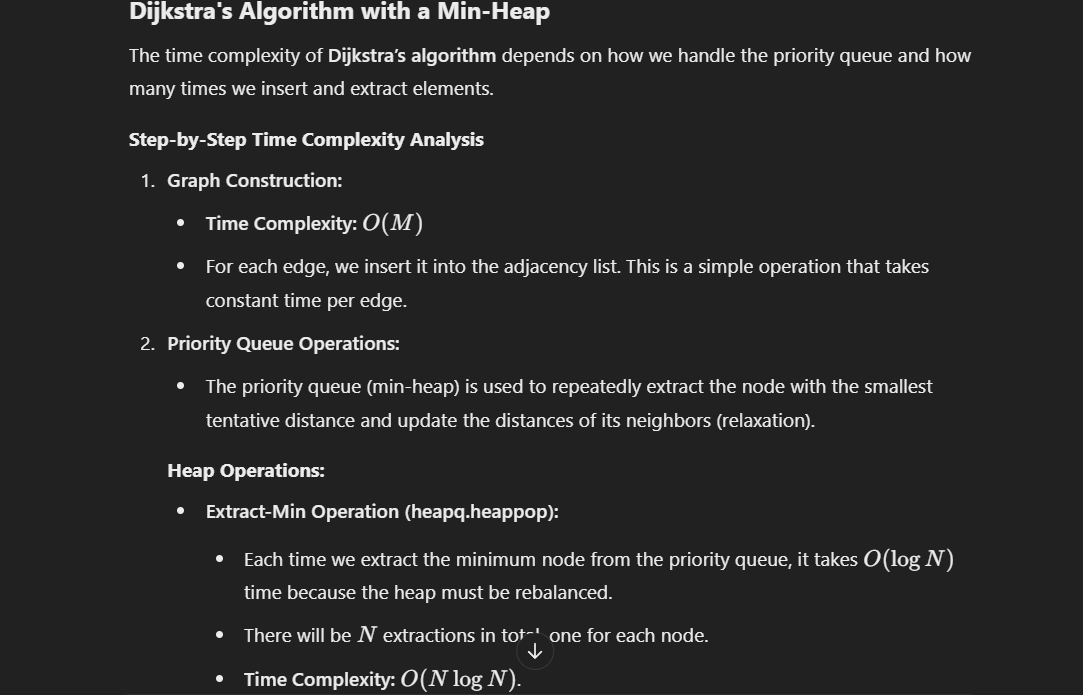 Dijkstra's Algorithm with a Min-Heap
The time complexity of Dijkstra’s algorithm depends on how we handle the priority queue and how
many times we insert and extract elements.
Step-by-Step Time Complexity Analysis
1. Graph Construction:
• Time Complexity: O(M)
• For each edge, we insert it into the adjacency list. This is a simple operation that takes
constant time per edge.
2. Priority Queue Operations:
• The priority queue (min-heap) is used to repeatedly extract the node with the smallest
tentative distance and update the distances of its neighbors (relaxation).
Heap Operations:
• Extract-Min Operation (heapq.heappop):
• Each time we extract the minimum node from the priority queue, it takes O(log N)
time because the heap must be rebalanced.
• There will be N extractions in total, one for each node.
• Time Complexity: O(N log N).